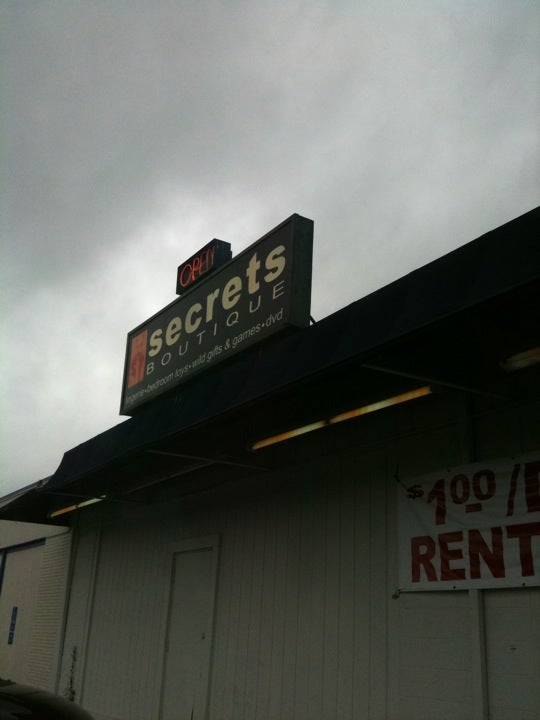 OPEN
secrets
BOUTIQUE
lingerie•bedroom toys•wild gifts & games•dvd
$1.00 /
RENT